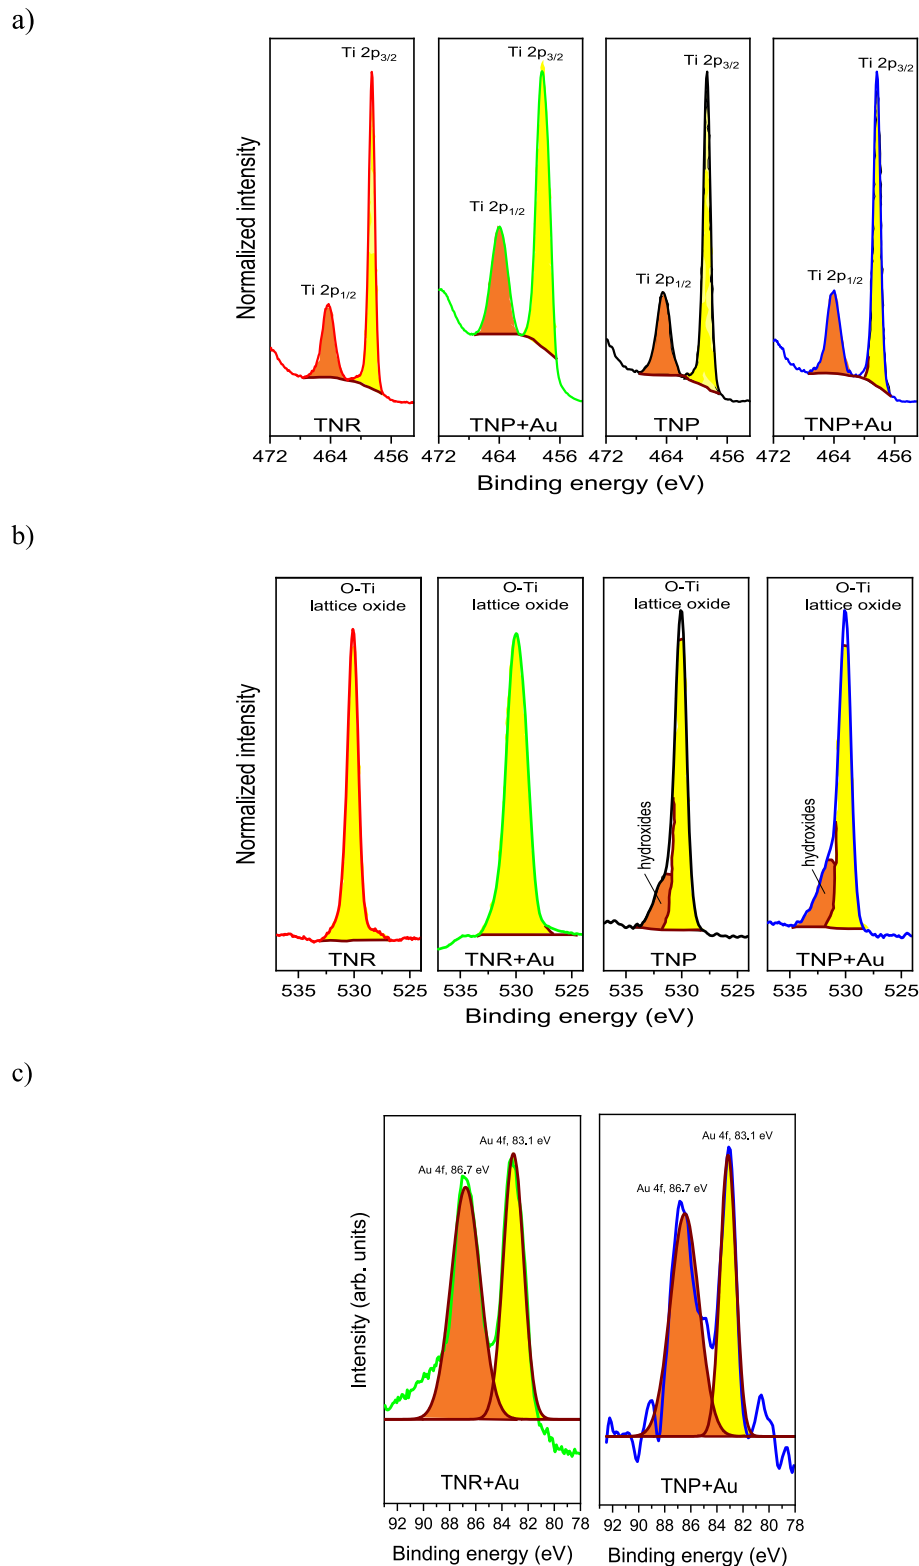 a)
Ti 2p3/2 Ti 2p3/2 Ti 2p3/2 Ti 2p3/2
Ti 2p1/2 Ti 2p1/2 Ti 2p1/2 Ti 2p1/2
Normalized intensity
TNR TNP+Au TNP TNP+Au
472 464 456 472 464 456 472 464 456 472 464 456
Binding energy (eV)
b)
O-Ti O-Ti O-Ti O-Ti
lattice oxide lattice oxide lattice oxide lattice oxide
Normalized intensity
hydroxides hydroxides
TNR TNR+Au TNP TNP+Au
535 530 525 535 530 525 535 530 525 535 530 525
Binding energy (eV)
c)
Au 4f, 83.1 eV Au 4f, 83.1 eV
Au 4f, 86.7 eV Au 4f, 86.7 eV
Intensity (arb. units)
TNR+Au TNP+Au
92 90 88 86 84 82 80 78 92 90 88 86 84 82 80 78
Binding energy (eV) Binding energy (eV)